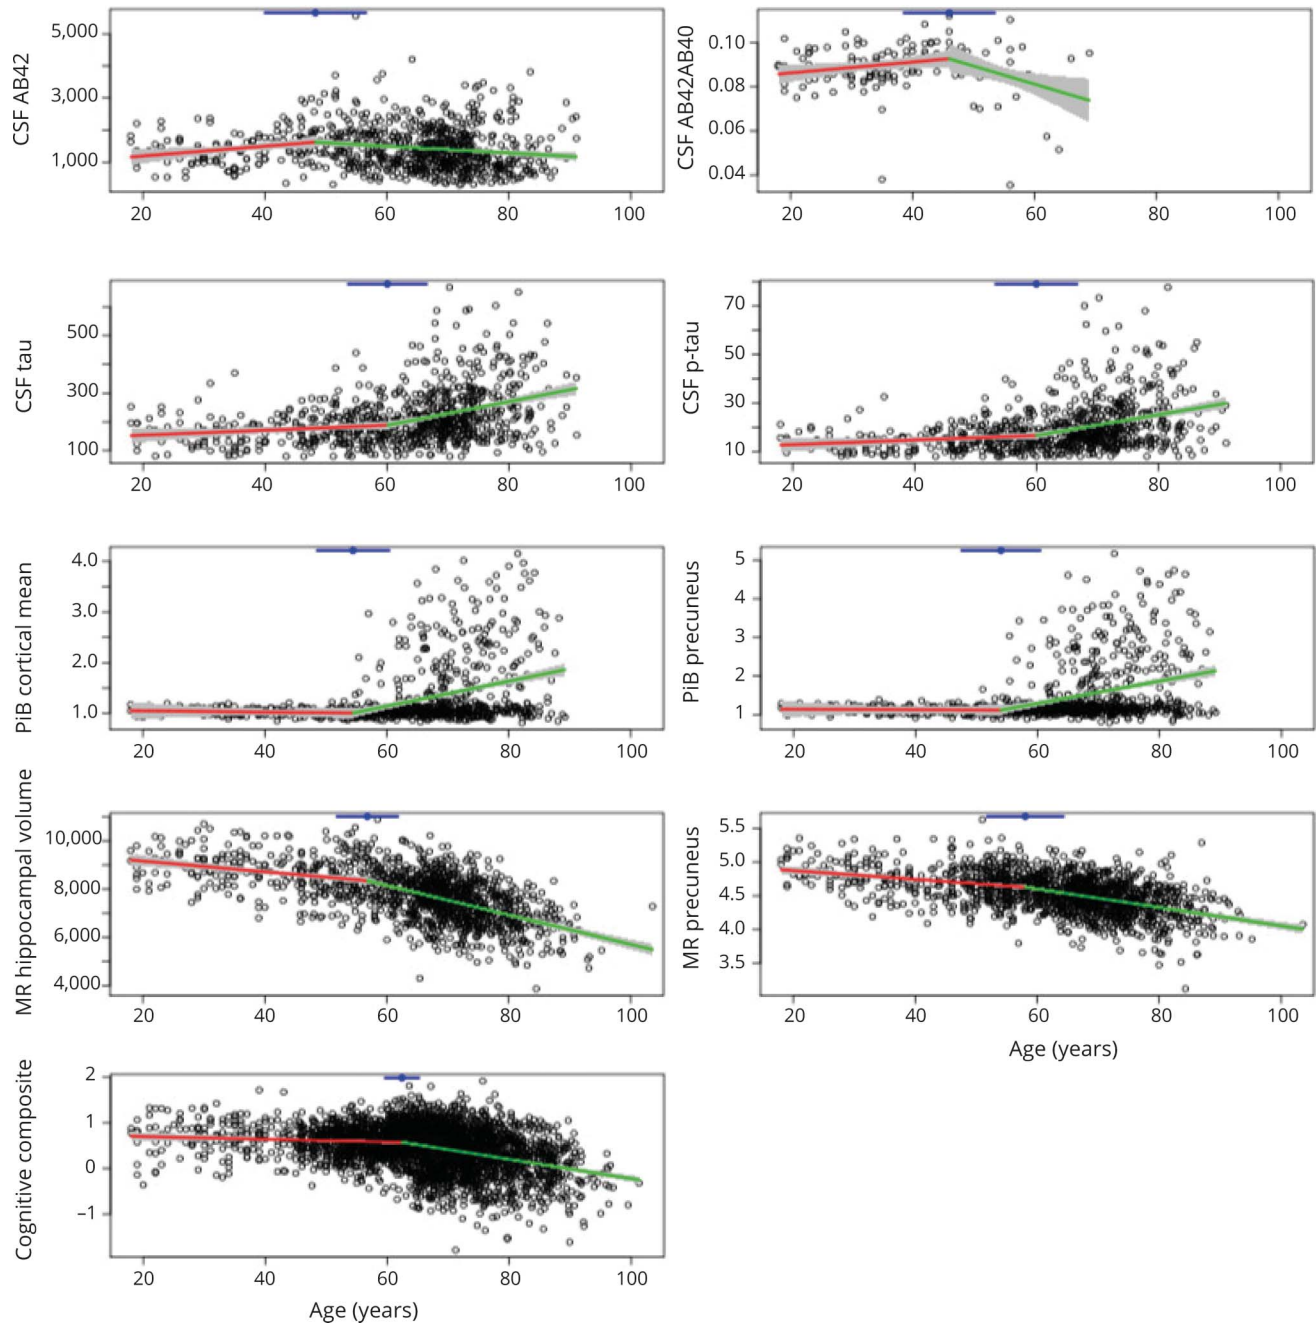 CSF AB42
5,000
3,000
1,000
20 40 60 80 100
CSF AB42AB40
0.10
0.08
0.06
0.04
20 40 60 80 100
CSF tau
500
300
100
20 40 60 80 100
CSF p-tau
70
50
30
10
20 40 60 80 100
PiB cortical mean
4.0
3.0
2.0
1.0
20 40 60 80 100
PiB precuneus
5
4
3
2
1
20 40 60 80 100
MR hippocampal volume
10,000
8,000
6,000
4,000
20 40 60 80 100
MR precuneus
5.5
5.0
4.5
4.0
3.5
20 40 60 80 100
Age (years)
Cognitive composite
2
1
0
−1
20 40 60 80 100
Age (years)